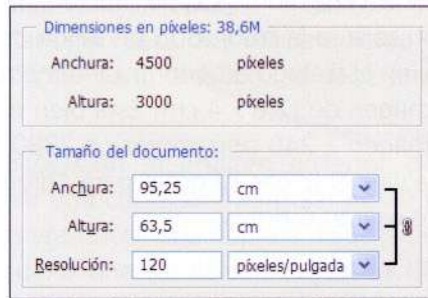 Dimensiones en píxeles: 38,6M
Anchura: 4500 píxeles
Altura: 3000 píxeles
Tamaño del documento:
Anchura: 95,25 cm
Altura: 63,5 cm
Resolución: 120 píxeles/pulgada